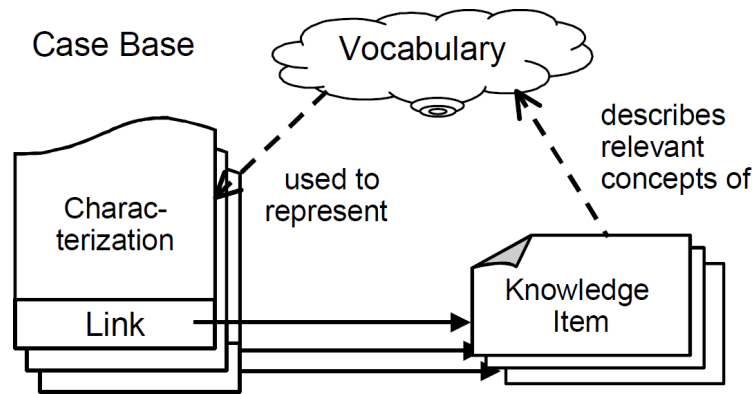 Case Base
Vocabulary
describes
relevant
concepts of
used to
represent
Charac-
terization
Link
Knowledge
Item